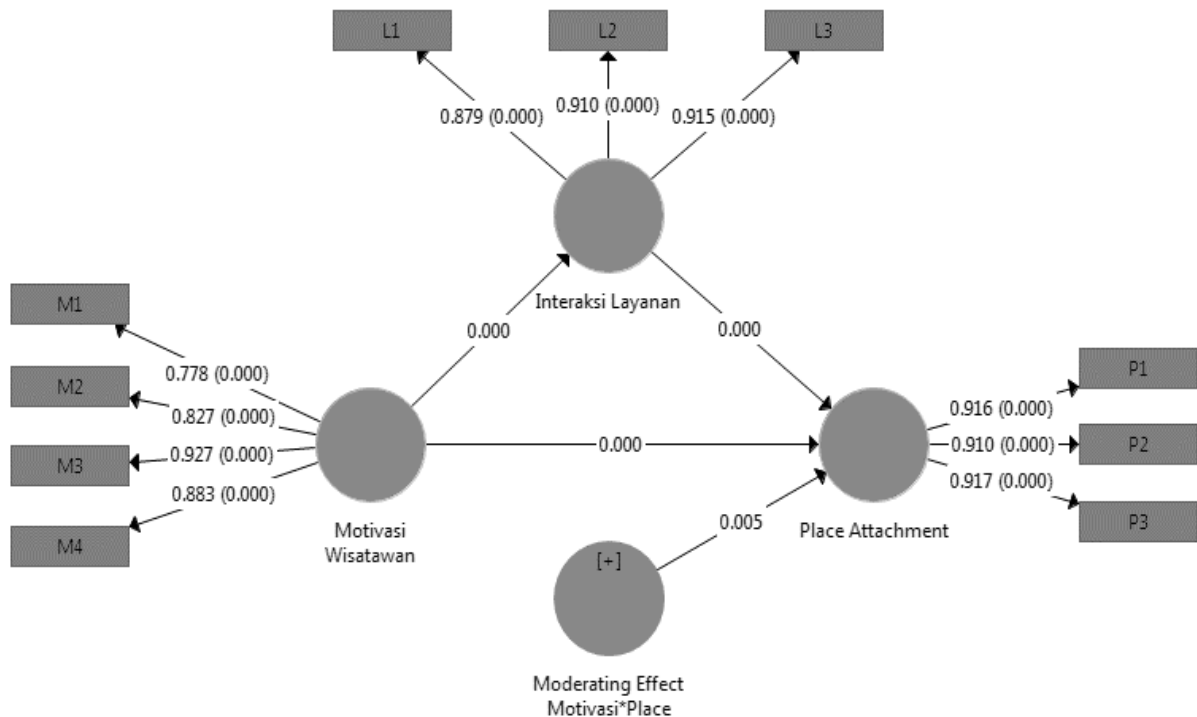 L1
L2
L3
0.879 (0.000)
0.910 (0.000)
0.915 (0.000)
Interaksi Layanan
M1
M2
M3
M4
0.778 (0.000)
0.827 (0.000)
0.927 (0.000)
0.883 (0.000)
0.000
0.000
0.000
0.005
Motivasi
Wisatawan
Place Attachment
P1
P2
P3
0.916 (0.000)
0.910 (0.000)
0.917 (0.000)
[+]
Moderating Effect
Motivasi*Place